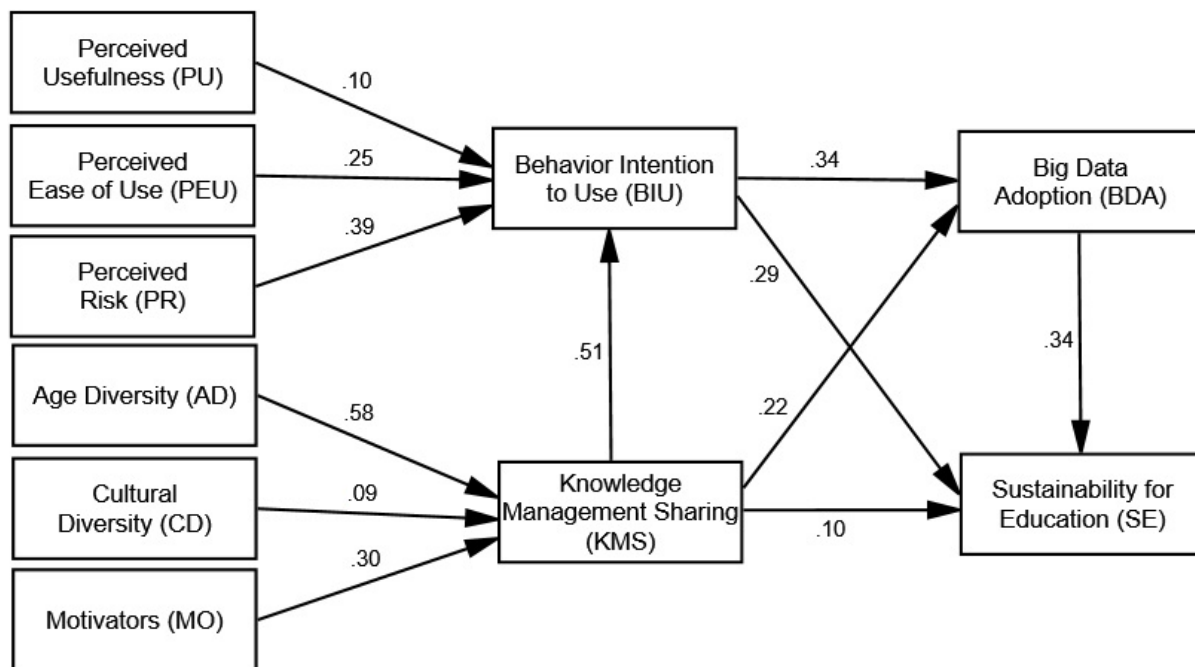 Perceived
Usefulness (PU)
.10
Perceived
Ease of Use (PEU)
.25
Perceived
Risk (PR)
.39
Age Diversity (AD)
.58
Cultural
Diversity (CD)
.09
Motivators (MO)
.30
Behavior Intention
to Use (BIU)
.51
Knowledge
Management Sharing
(KMS)
.34
.29
.22
.10
Big Data
Adoption (BDA)
.34
Sustainability for
Education (SE)